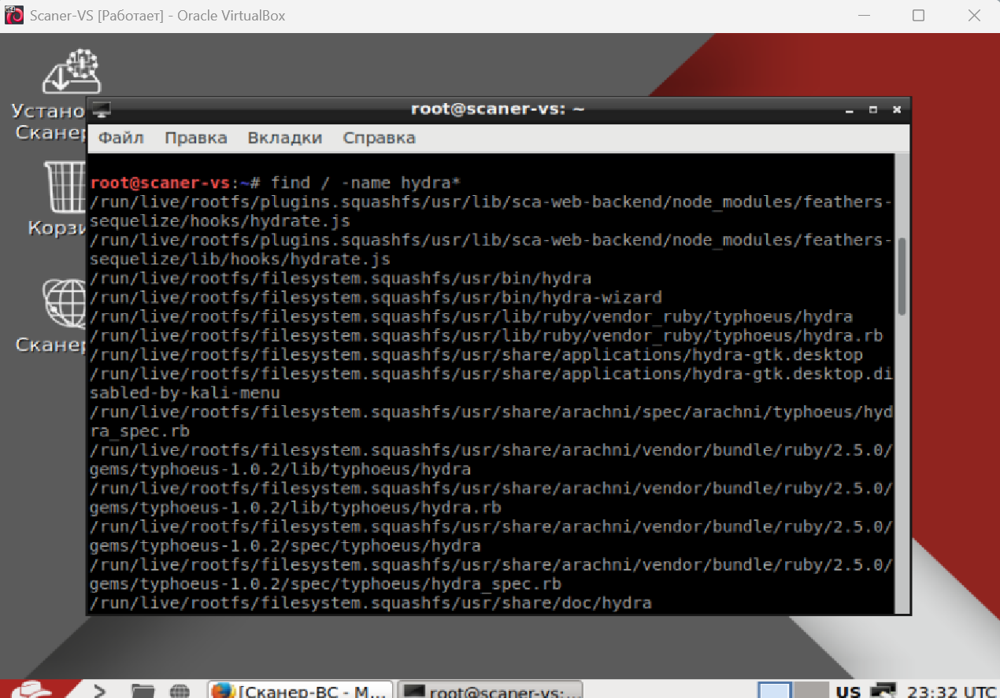 Scaner-VS [Работает] - Oracle VirtualBox
Устано
Сканер
root@scaner-vs: ~
Файл Правка Вкладки Справка
root@scaner-vs:~# find / -name hydra*
/run/live/rootfs/plugins.squashfs/usr/lib/sca-web-backend/node_modules/feathers-
sequelize/hooks/hydrate.js
/run/live/rootfs/plugins.squashfs/usr/lib/sca-web-backend/node_modules/feathers-
sequelize/lib/hooks/hydrate.js
/run/live/rootfs/filesystem.squashfs/usr/bin/hydra
/run/live/rootfs/filesystem.squashfs/usr/bin/hydra-wizard
/run/live/rootfs/filesystem.squashfs/usr/lib/ruby/vendor_ruby/typhoeus/hydra
/run/live/rootfs/filesystem.squashfs/usr/lib/ruby/vendor_ruby/typhoeus/hydra.rb
/run/live/rootfs/filesystem.squashfs/usr/share/applications/hydra-gtk.desktop
/run/live/rootfs/filesystem.squashfs/usr/share/applications/hydra-gtk.desktop.di
sabled-by-kali-menu
/run/live/rootfs/filesystem.squashfs/usr/share/arachni/spec/arachni/typhoeus/hyd
ra_spec.rb
/run/live/rootfs/filesystem.squashfs/usr/share/arachni/vendor/bundle/ruby/2.5.0/
gems/typhoeus-1.0.2/lib/typhoeus/hydra
/run/live/rootfs/filesystem.squashfs/usr/share/arachni/vendor/bundle/ruby/2.5.0/
gems/typhoeus-1.0.2/lib/typhoeus/hydra.rb
/run/live/rootfs/filesystem.squashfs/usr/share/arachni/vendor/bundle/ruby/2.5.0/
gems/typhoeus-1.0.2/spec/typhoeus/hydra
/run/live/rootfs/filesystem.squashfs/usr/share/arachni/vendor/bundle/ruby/2.5.0/
gems/typhoeus-1.0.2/spec/typhoeus/hydra_spec.rb
/run/live/rootfs/filesystem.squashfs/usr/share/doc/hydra
Корзи
Сканер
[Сканер-ВС - M... root@scaner-vs:... US 23:32 UTC